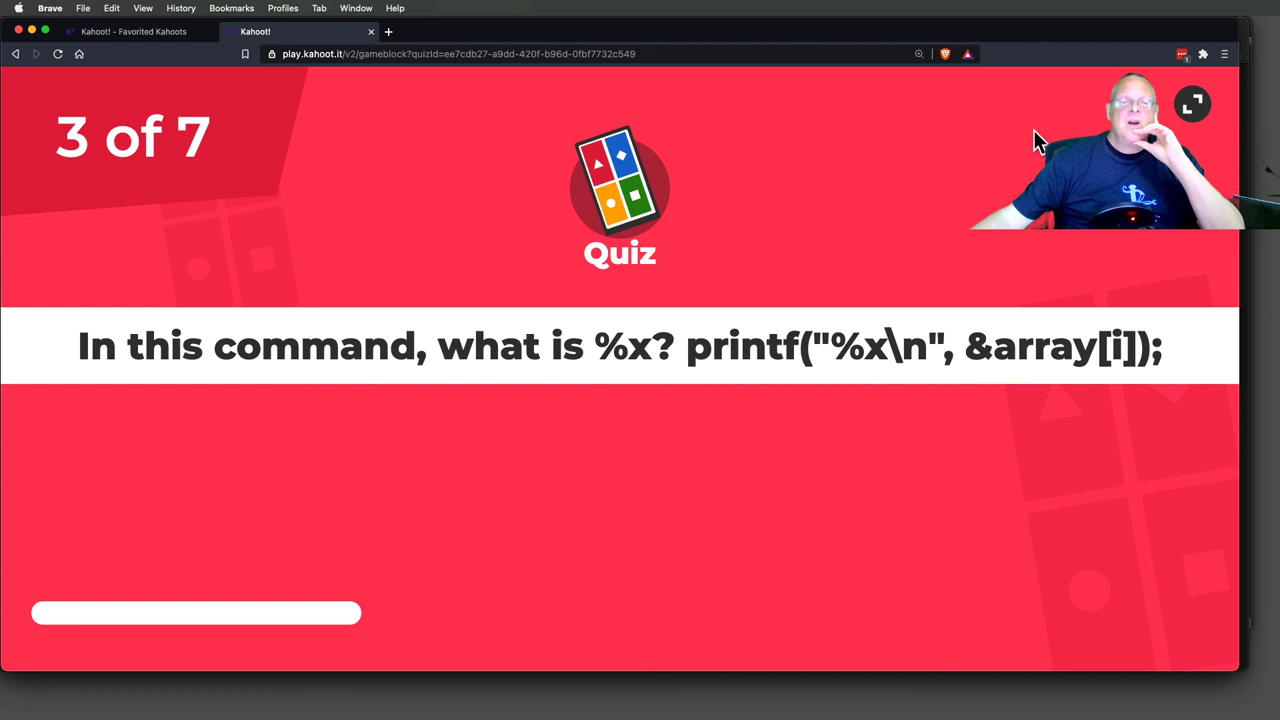 Brave File Edit View History Bookmarks Profiles Tab Window Help
Kahoot! - Favorited Kahoots
K! Kahoot!
play.kahoot.it/v2/gameblock?quizId=ee7cdb27-a9dd-420f-b96d-0fbf7732c549
1
3 of 7
Quiz
In this command, what is %x? printf("%x\n", &array[i]);